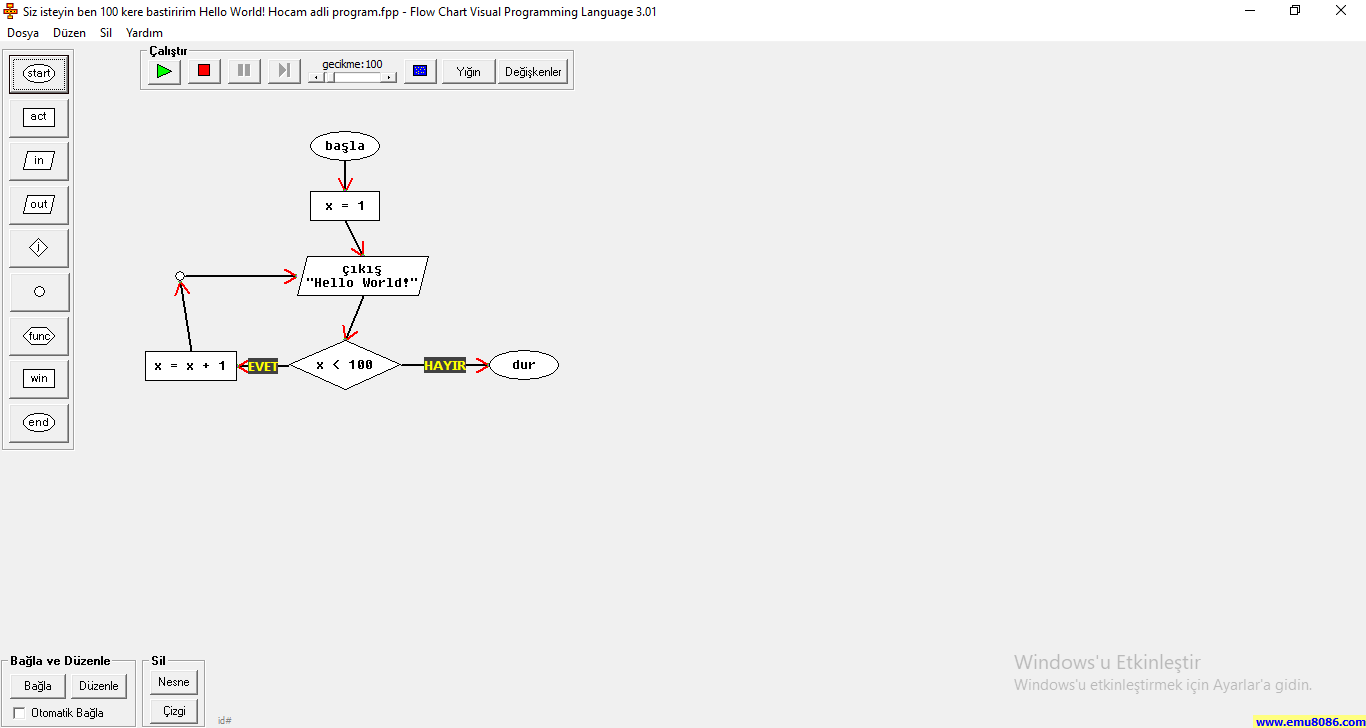 Siz isteyin ben 100 kere bastiririm Hello World! Hocam adli program.fpp - Flow Chart Visual Programming Language 3.01
Dosya Düzen Sil Yardım
Çalıştır
gecikme:100
Yığın
Değişkenler
start
act
in
out
j
func
win
end
başla
x = 1
çıkış
"Hello World!"
x = x + 1
EVET
x < 100
HAYIR
dur
Bağla ve Düzenle
Bağla
Düzenle
Otomatik Bağla
Sil
Nesne
Çizgi
id#
Windows'u Etkinleştir
Windows'u etkinleştirmek için Ayarlar'a gidin.
www.emu8086.com